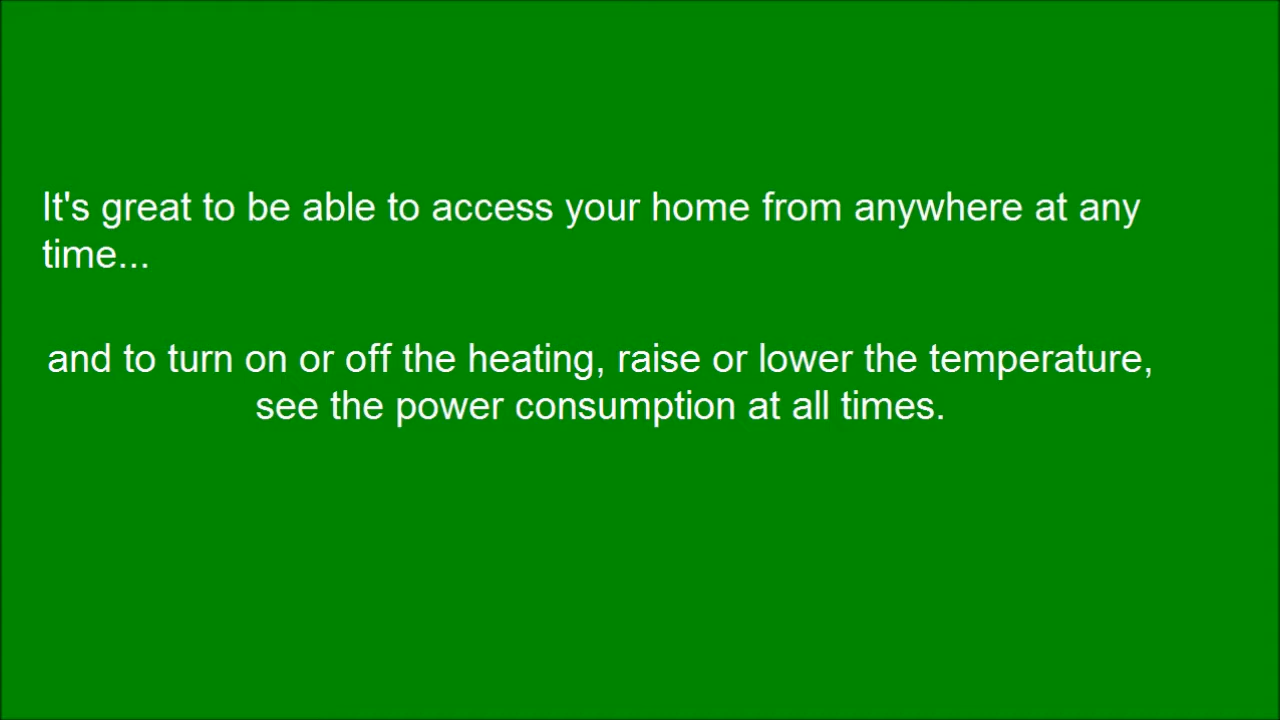 It's great to be able to access your home from anywhere at any
time...
and to turn on or off the heating, raise or lower the temperature,
see the power consumption at all times.